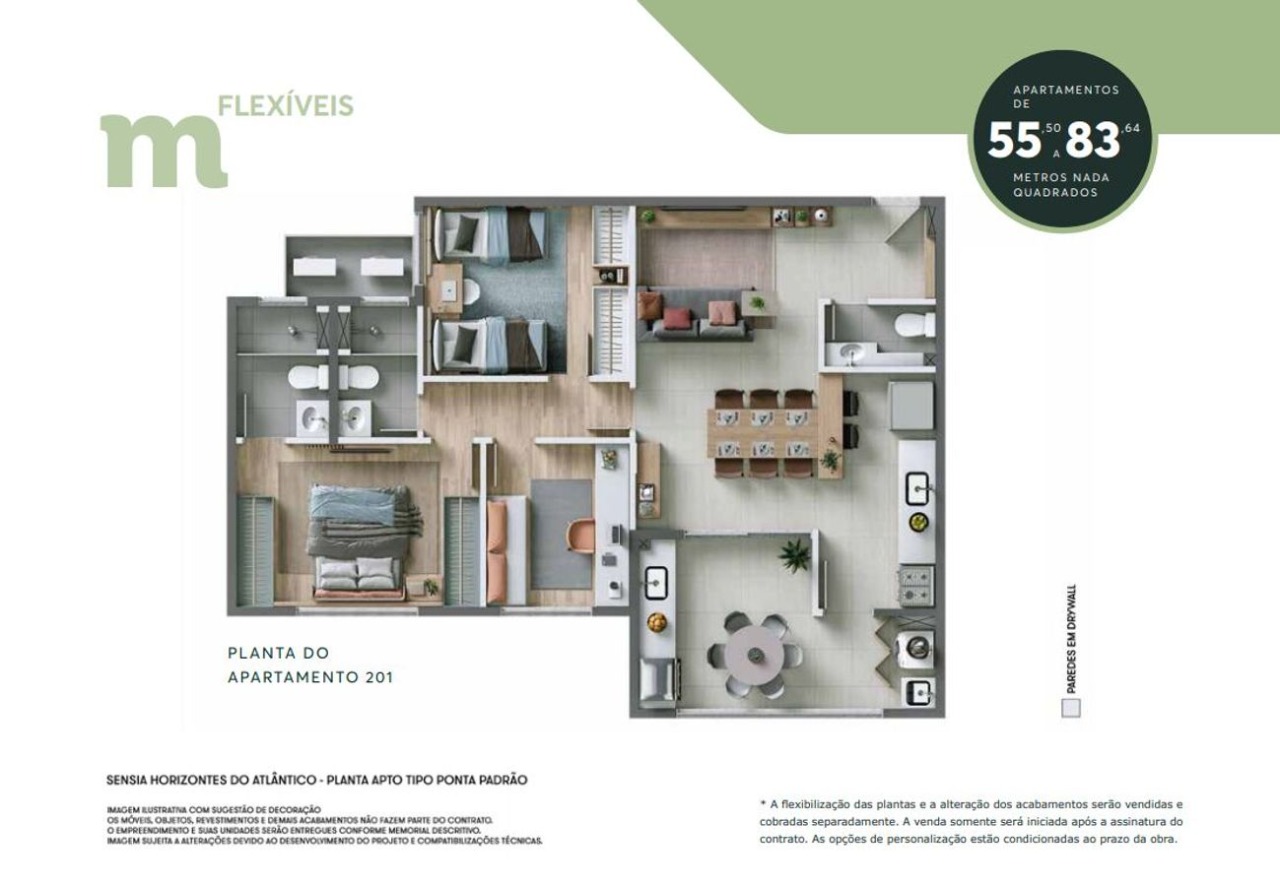 m FLEXÍVEIS
APARTAMENTOS
DE
55,50 A 83,64
METROS NADA
QUADRADOS
PLANTA DO
APARTAMENTO 201
PAREDES EM DRYWALL
SENSIA HORIZONTES DO ATLÂNTICO - PLANTA APTO TIPO PONTA PADRÃO
IMAGEM ILUSTRATIVA COM SUGESTÃO DE DECORAÇÃO
OS MÓVEIS, OBJETOS, REVESTIMENTOS E DEMAIS ACABAMENTOS NÃO FAZEM PARTE DO CONTRATO.
O EMPREENDIMENTO E SUAS UNIDADES SERÃO ENTREGUES CONFORME MEMORIAL DESCRITIVO.
IMAGEM SUJEITA A ALTERAÇÕES DEVIDO AO DESENVOLVIMENTO DO PROJETO E COMPATIBILIZAÇÕES TÉCNICAS.
* A flexibilização das plantas e a alteração dos acabamentos serão vendidas e
cobradas separadamente. A venda somente será iniciada após a assinatura do
contrato. As opções de personalização estão condicionadas ao prazo da obra.